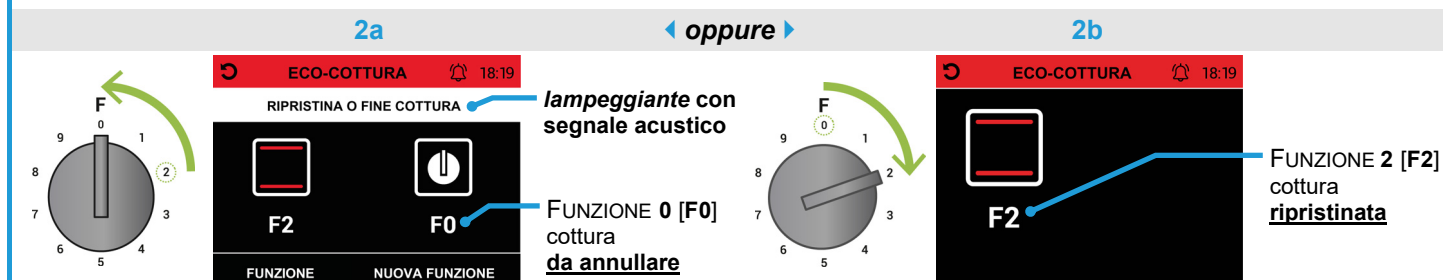 2a
oppure
2b
F
0
1
2
3
4
5
6
7
8
9
ECO-COTTURA 18:19
RIPRISTINA O FINE COTTURA
F2 F0
FUNZIONE NUOVA FUNZIONE
lampeggiante con
segnale acustico
FUNZIONE 0 [F0]
cottura
da annullare
F
0
1
2
3
4
5
6
7
8
9
ECO-COTTURA 18:19
F2
FUNZIONE 2 [F2]
cottura
ripristinata